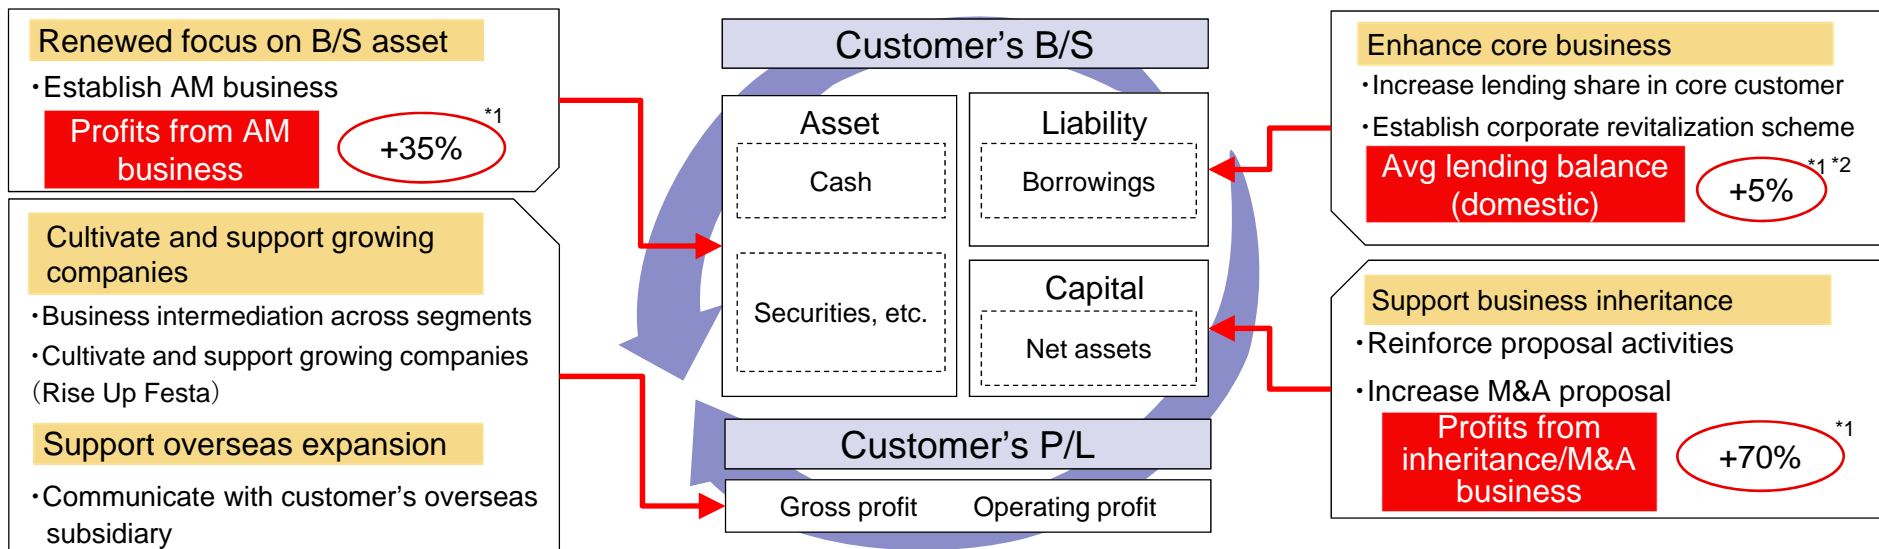 Renewed focus on B/S asset
・Establish AM business
Profits from AM
business
+35%
*1
Cultivate and support growing
companies
・Business intermediation across segments
・Cultivate and support growing companies
（Rise Up Festa）
Support overseas expansion
・Communicate with customer’s overseas
subsidiary
Customer’s B/S
Asset
Cash
Securities, etc.
Liability
Borrowings
Capital
Net assets
Customer’s P/L
Gross profit Operating profit
Enhance core business
・Increase lending share in core customer
・Establish corporate revitalization scheme
Avg lending balance
(domestic)
+5%
*1 *2
Support business inheritance
・Reinforce proposal activities
・Increase M&A proposal
Profits from
inheritance/M&A
business
+70%
*1